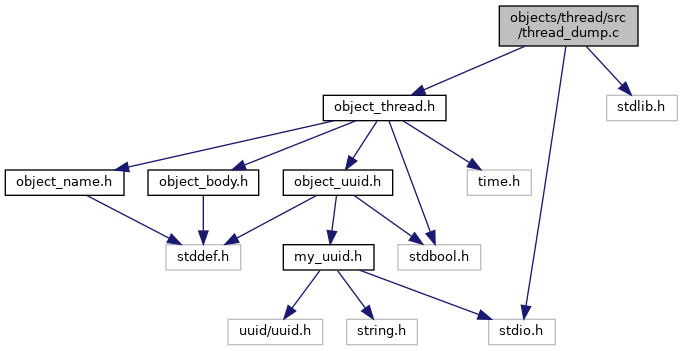 objects/thread/src
/thread_dump.c
object_thread.h
stdlib.h
object_name.h
object_body.h
object_uuid.h
time.h
stddef.h
my_uuid.h
stdbool.h
uuid/uuid.h
string.h
stdio.h